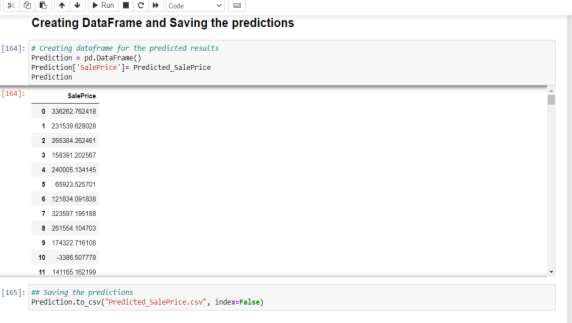 Run Code
Creating DataFrame and Saving the predictions
[164]: # Creating dataframe for the predicted results
Prediction = pd.DataFrame()
Prediction['SalePrice']= Predicted_SalePrice
Prediction
[164]:
SalePrice
0 336262.762418
1 231539.628028
2 265384.262461
3 158391.202567
4 240005.134145
5 65923.525701
6 121834.091838
7 323597.195188
8 261554.104703
9 174322.716108
10 -3386.507778
11 141165.162199
[165]: ## Saving the predictions
Prediction.to_csv("Predicted_SalePrice.csv", index=False)